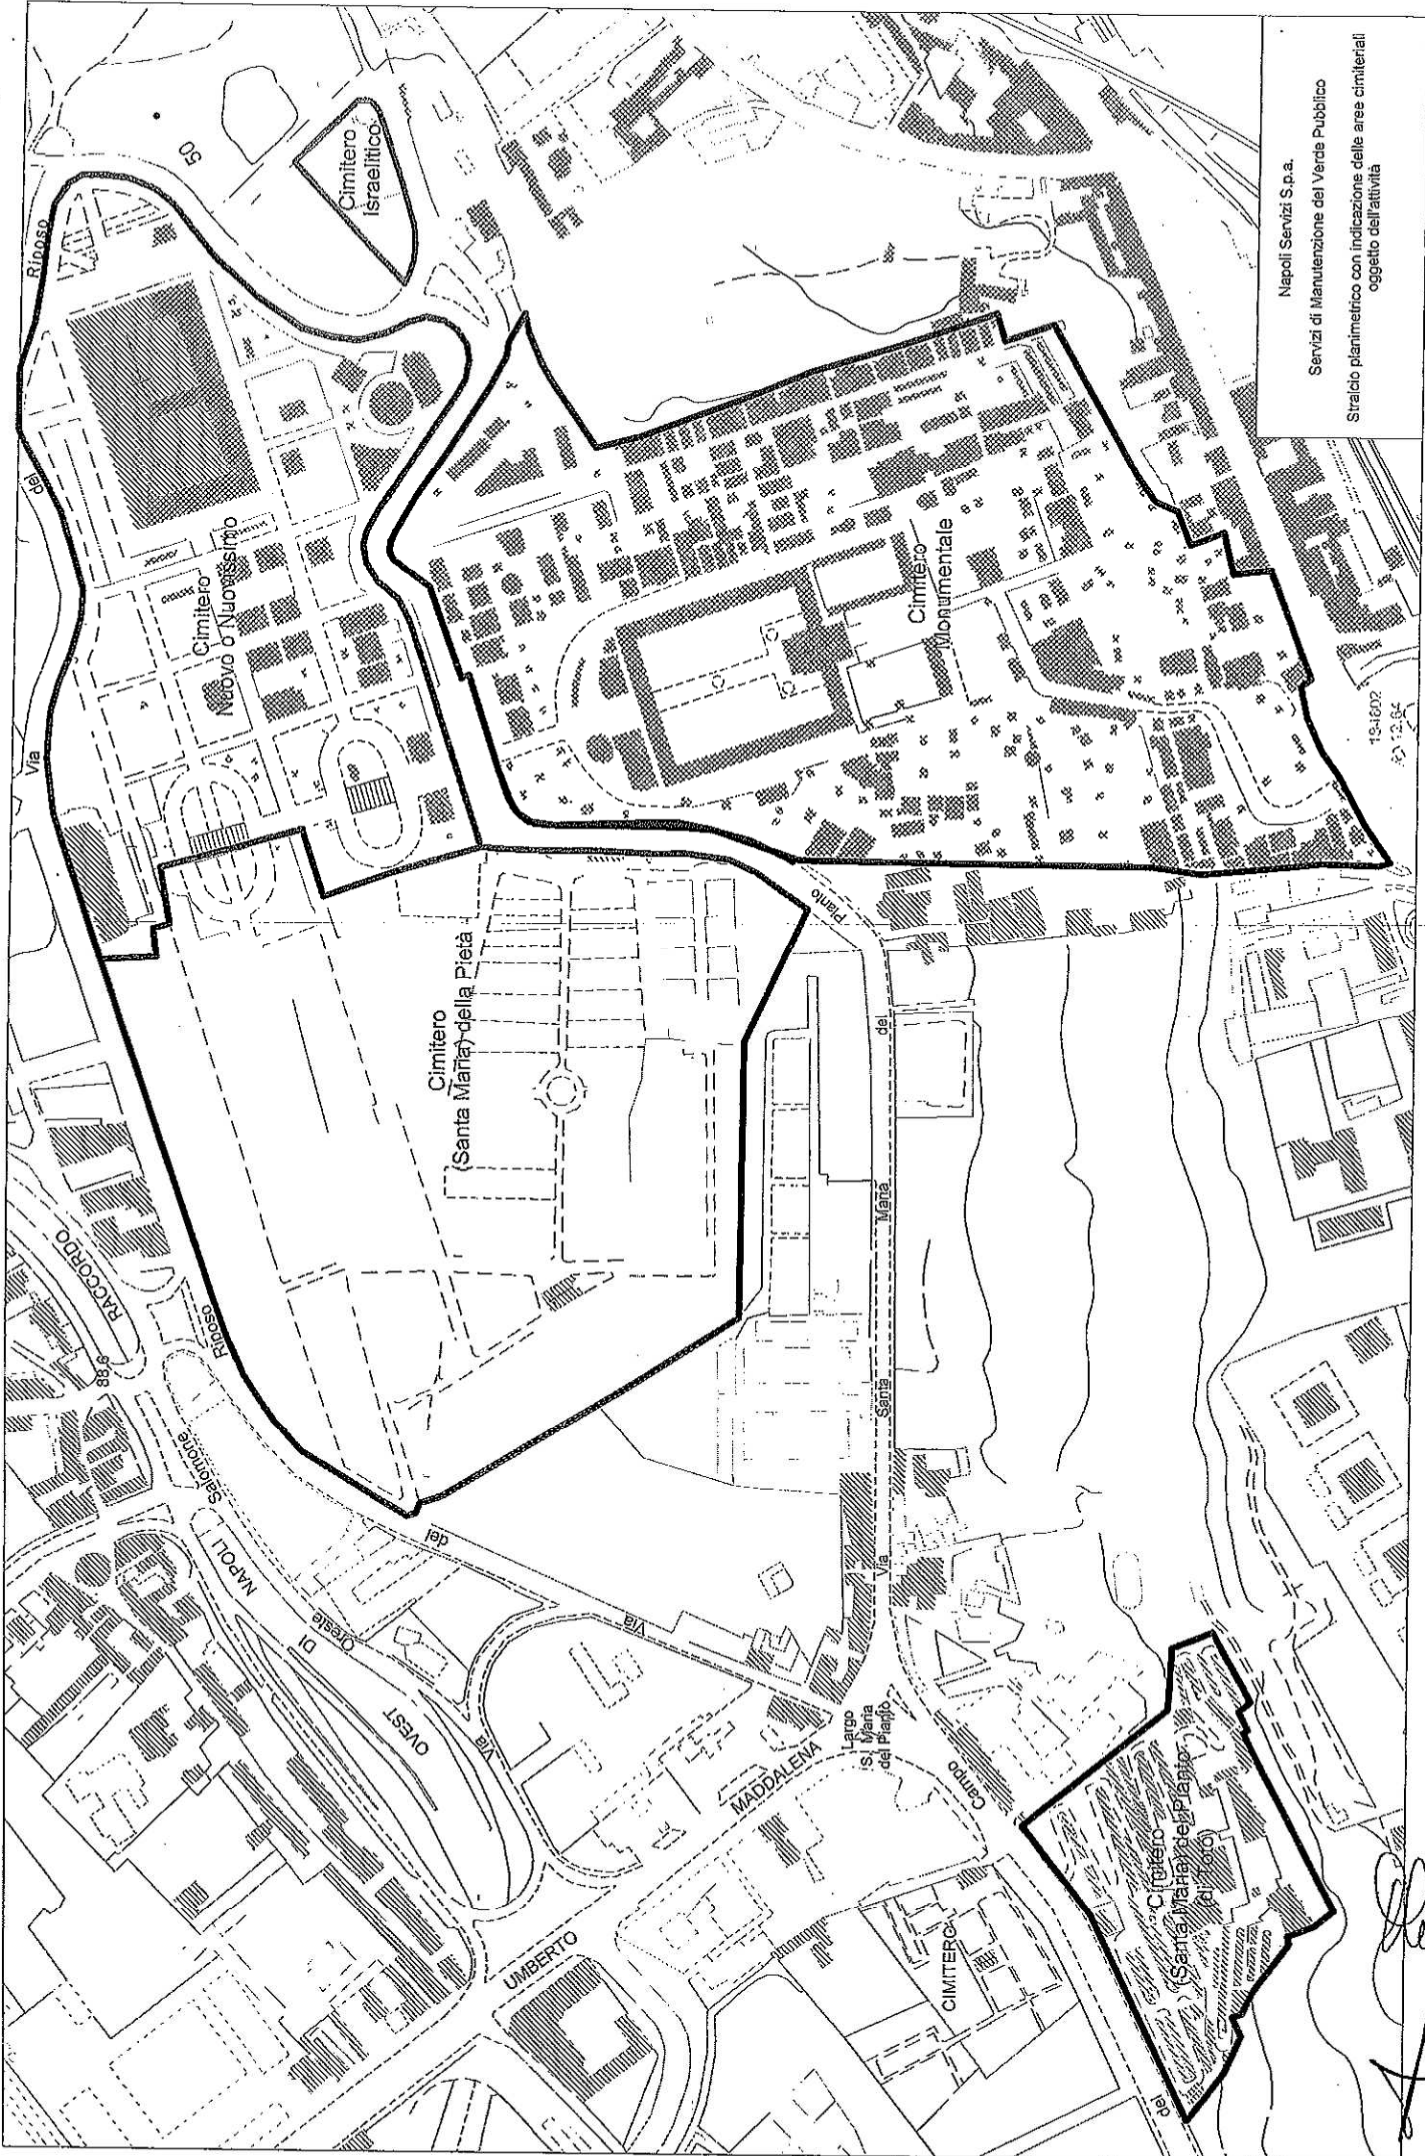 Napoli Servizi S.p.a.
Servizi di Manutenzione del Verde Pubblico
Stralcio planimetrico con indicazione delle aree cimiteriali
oggetto dell'attività
Riposo
del
Via
50
Cimitero
Israelitico
Cimitero
Nuovo o Nuovissimo
Cimitero
Monumentale
Cimitero
(Santa Maria) della Pietà
Pianto
del
Maria
Santa
Via
RACCORDO
88,6
Riposo
del
Via
Salomone
Oreste
Via
NAPOLI
DI
OVEST
UMBERTO
MADDALENA
Largo
S. Maria
del Pianto
Campo
del
CIMITERO
Cimitero
(Santa Maria) del Pianto
(di Totò)